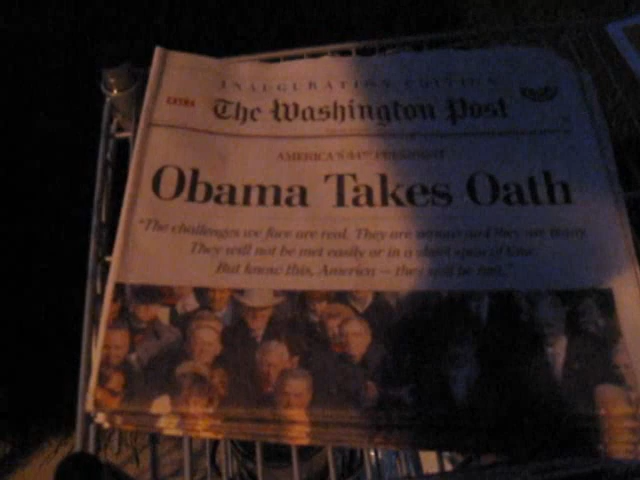 INAUGURATION EDITION
EXTRA
The Washington Post
AMERICA'S 44TH PRESIDENT
Obama Takes Oath
"The challenges we face are real. They are serious and they are many.
They will not be met easily or in a short span of time.
But know this, America — they will be met."